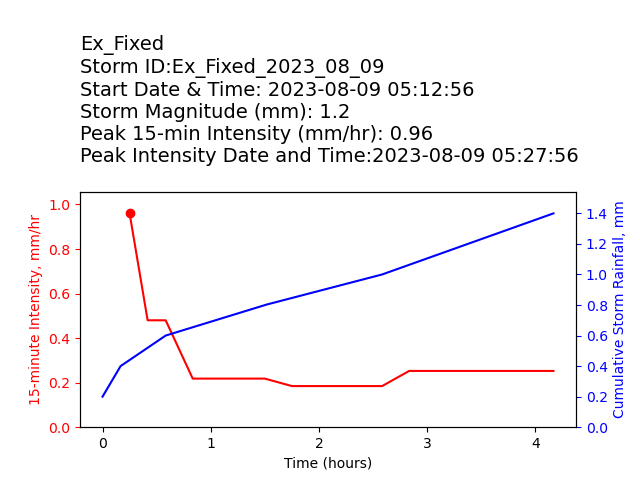 Ex_Fixed
Storm ID:Ex_Fixed_2023_08_09
Start Date & Time: 2023-08-09 05:12:56
Storm Magnitude (mm): 1.2
Peak 15-min Intensity (mm/hr): 0.96
Peak Intensity Date and Time:2023-08-09 05:27:56
15-minute Intensity, mm/hr
1.0
0.8
0.6
0.4
0.2
0.0
1.4
1.2
1.0
0.8
0.6
0.4
0.2
0.0
Cumulative Storm Rainfall, mm
0 1 2 3 4
Time (hours)